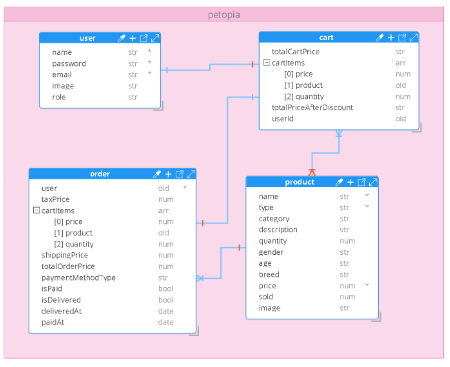 petopia
user
name str *
password str *
email str *
image str
role str
cart
totalCartPrice str
cartItems arr
[0] price num
[1] product oid
[2] quantity num
totalPriceAfterDiscount str
userId oid
order
user oid *
taxPrice num
cartItems arr
[0] price num
[1] product oid
[2] quantity num
shippingPrice num
totalOrderPrice num
paymentMethodType str
isPaid bool
isDelivered bool
deliveredAt date
paidAt date
product
name str *
type str *
category str
description str
quantity num
gender str
age str
breed str
price num *
sold num
image str